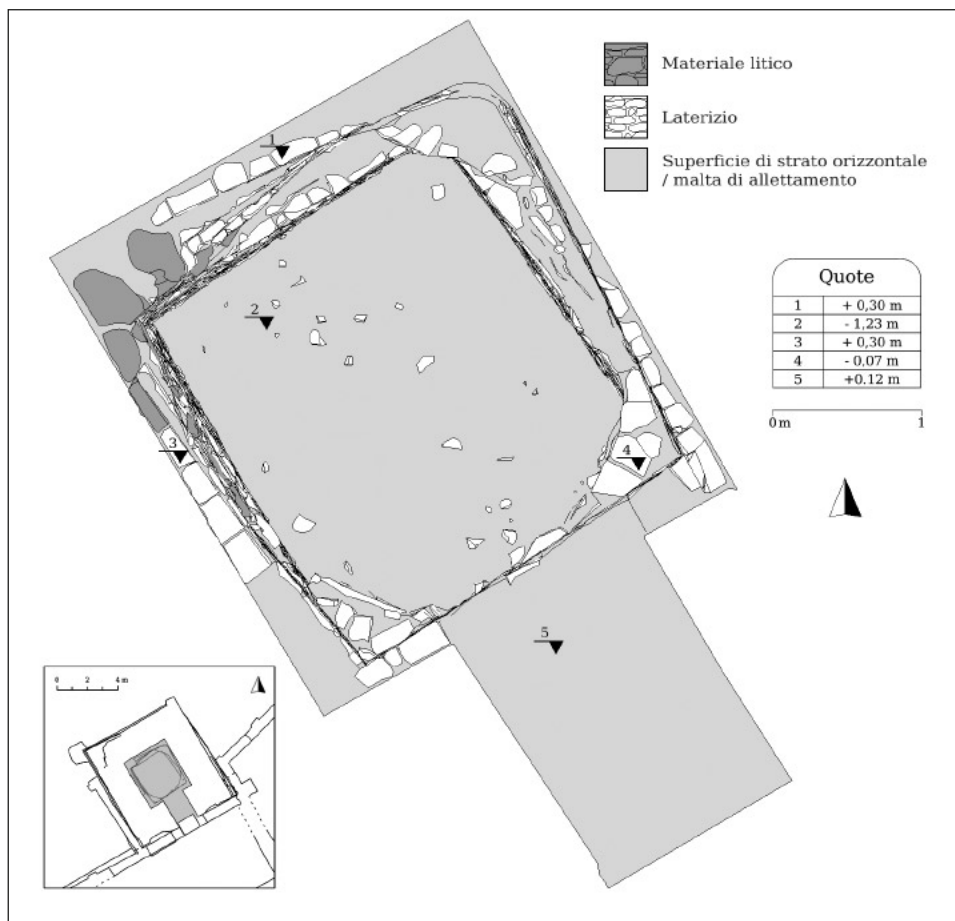 Materiale litico
Laterizio
Superficie di strato orizzontale
/ malta di allettamento
Quote
1 + 0,30 m
2 - 1,23 m
3 + 0,30 m
4 - 0,07 m
5 +0.12 m
0 m 1
1
2
3
4
5
0 2 4 m